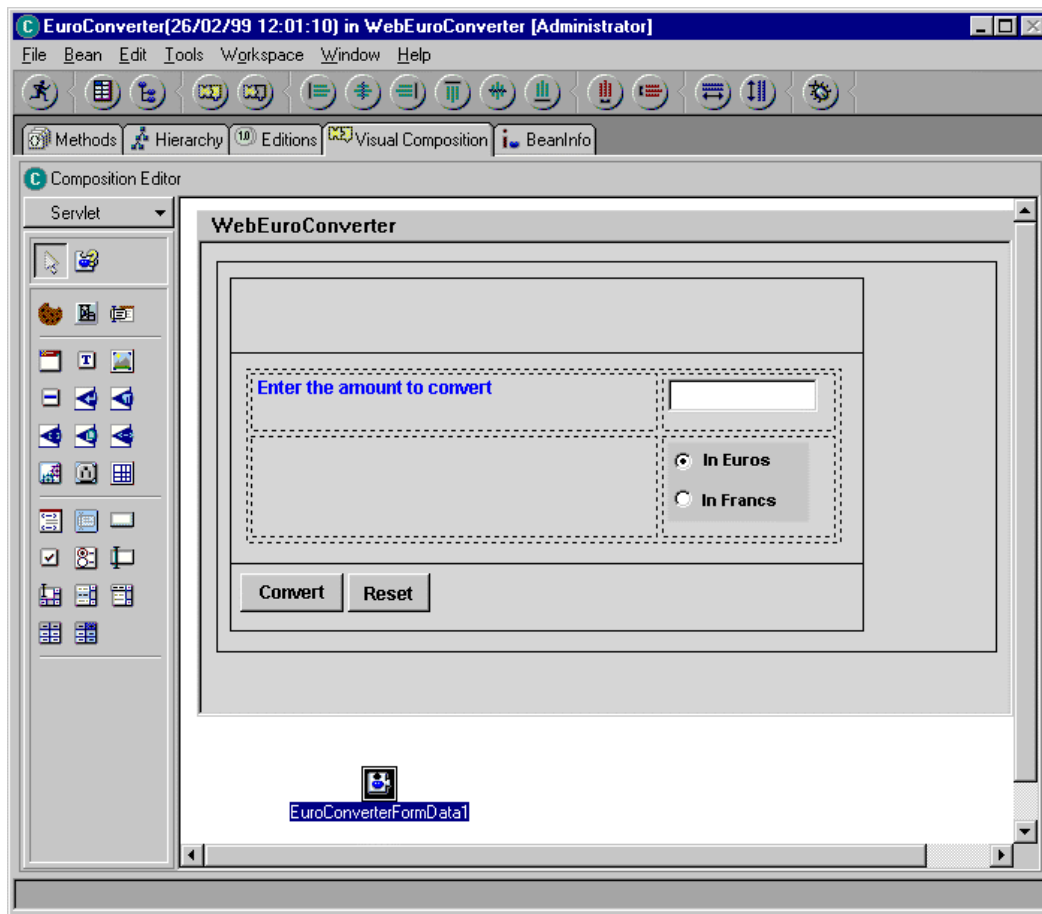 EuroConverter(26/02/99 12:01:10) in WebEuroConverter [Administrator]
File Bean Edit Tools Workspace Window Help
Methods Hierarchy Editions Visual Composition BeanInfo
Composition Editor
Servlet
WebEuroConverter
Enter the amount to convert
In Euros
In Francs
Convert Reset
EuroConverterFormData1